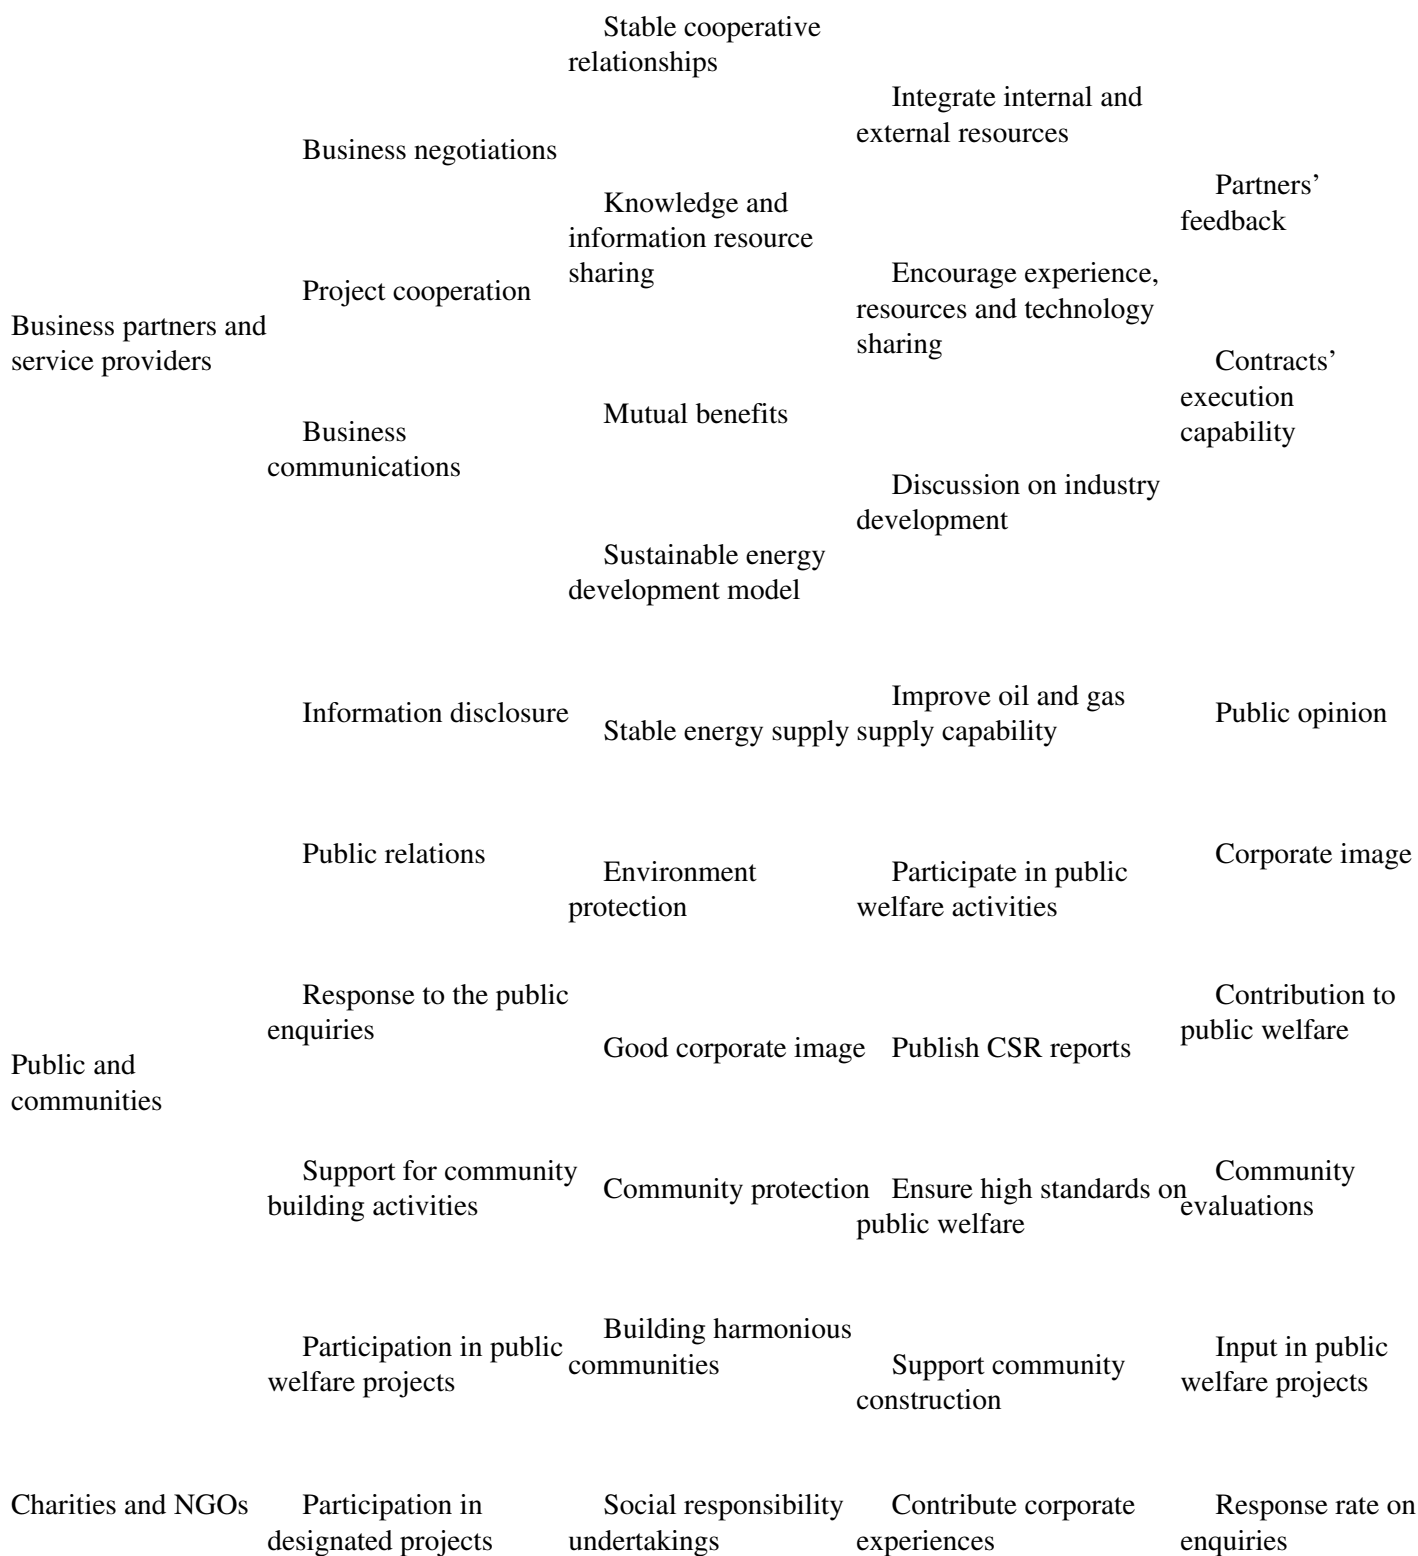 Business partners and
service providers
Business negotiations
Project cooperation
Business
communications
Stable cooperative
relationships
Knowledge and
information resource
sharing
Mutual benefits
Sustainable energy
development model
Integrate internal and
external resources
Encourage experience,
resources and technology
sharing
Discussion on industry
development
Partners’
feedback
Contracts’
execution
capability
Public and
communities
Information disclosure
Public relations
Response to the public
enquiries
Support for community
building activities
Participation in public
welfare projects
Stable energy supply
Environment
protection
Good corporate image
Community protection
Building harmonious
communities
Improve oil and gas
supply capability
Participate in public
welfare activities
Publish CSR reports
Ensure high standards on
public welfare
Support community
construction
Public opinion
Corporate image
Contribution to
public welfare
Community
evaluations
Input in public
welfare projects
Charities and NGOs
Participation in
designated projects
Social responsibility
undertakings
Contribute corporate
experiences
Response rate on
enquiries